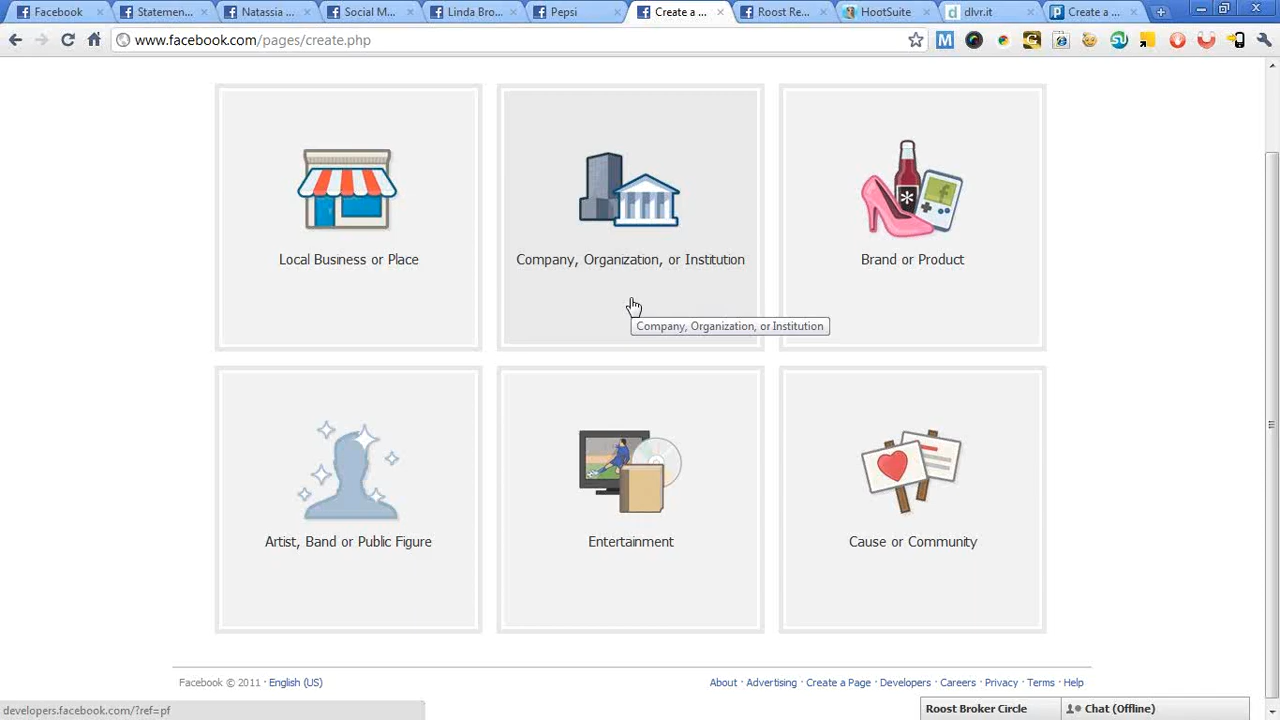 Facebook
Statemen...
Natassia ...
Social M...
Linda Bro...
Pepsi
Create a ...
Roost Re...
HootSuite
dlvr.it
Create a ...
www.facebook.com/pages/create.php
Local Business or Place
Company, Organization, or Institution
Brand or Product
Company, Organization, or Institution
Artist, Band or Public Figure
Entertainment
Cause or Community
Facebook © 2011 · English (US)
About · Advertising · Create a Page · Developers · Careers · Privacy · Terms · Help
developers.facebook.com/?ref=pf
Roost Broker Circle
Chat (Offline)